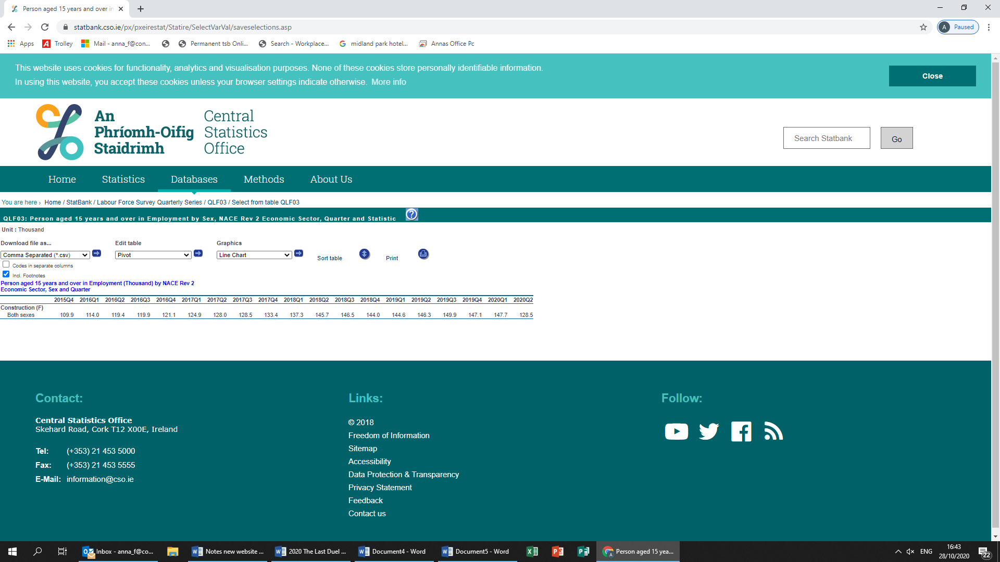 Person aged 15 years and over in
statbank.cso.ie/px/pxeirestat/Statire/SelectVarVal/saveselections.asp
A Paused
Apps Trolley Mail - anna_f@con... Permanent tsb Onli... Search - Workplace... midland park hotel... Annas Office Pc
This website uses cookies for functionality, analytics and visualisation purposes. None of these cookies store personally identifiable information.
In using this website, you accept these cookies unless your browser settings indicate otherwise. More info
Close
An
Phríomh-Oifig
Staidrimh
Central
Statistics
Office
Search Statbank
Go
Home Statistics Databases Methods About Us
You are here › Home / StatBank / Labour Force Survey Quarterly Series / QLF03 / Select from table QLF03
QLF03: Person aged 15 years and over in Employment by Sex, NACE Rev 2 Economic Sector, Quarter and Statistic ?
Unit : Thousand
Download file as... Edit table Graphics
Comma Separated (*.csv) Pivot Line Chart Sort table Print
Codes in separate columns
Incl. Footnotes
Person aged 15 years and over in Employment (Thousand) by NACE Rev 2
Economic Sector, Sex and Quarter
2015Q4 2016Q1 2016Q2 2016Q3 2016Q4 2017Q1 2017Q2 2017Q3 2017Q4 2018Q1 2018Q2 2018Q3 2018Q4 2019Q1 2019Q2 2019Q3 2019Q4 2020Q1 2020Q2
Construction (F)
Both sexes 109.9 114.0 119.4 119.9 121.1 124.9 128.0 128.5 133.4 137.3 145.7 146.5 144.0 144.6 146.3 149.9 147.1 147.7 128.5
Contact:
Central Statistics Office
Skehard Road, Cork T12 X00E, Ireland
Tel: (+353) 21 453 5000
Fax: (+353) 21 453 5555
E-Mail: information@cso.ie
Links:
© 2018
Freedom of Information
Sitemap
Accessibility
Data Protection & Transparency
Privacy Statement
Feedback
Contact us
Follow:
Inbox - anna_f@co... Notes new website ... 2020 The Last Duel ... Document4 - Word Document5 - Word Person aged 15 yea... ENG
16:43
28/10/2020
22